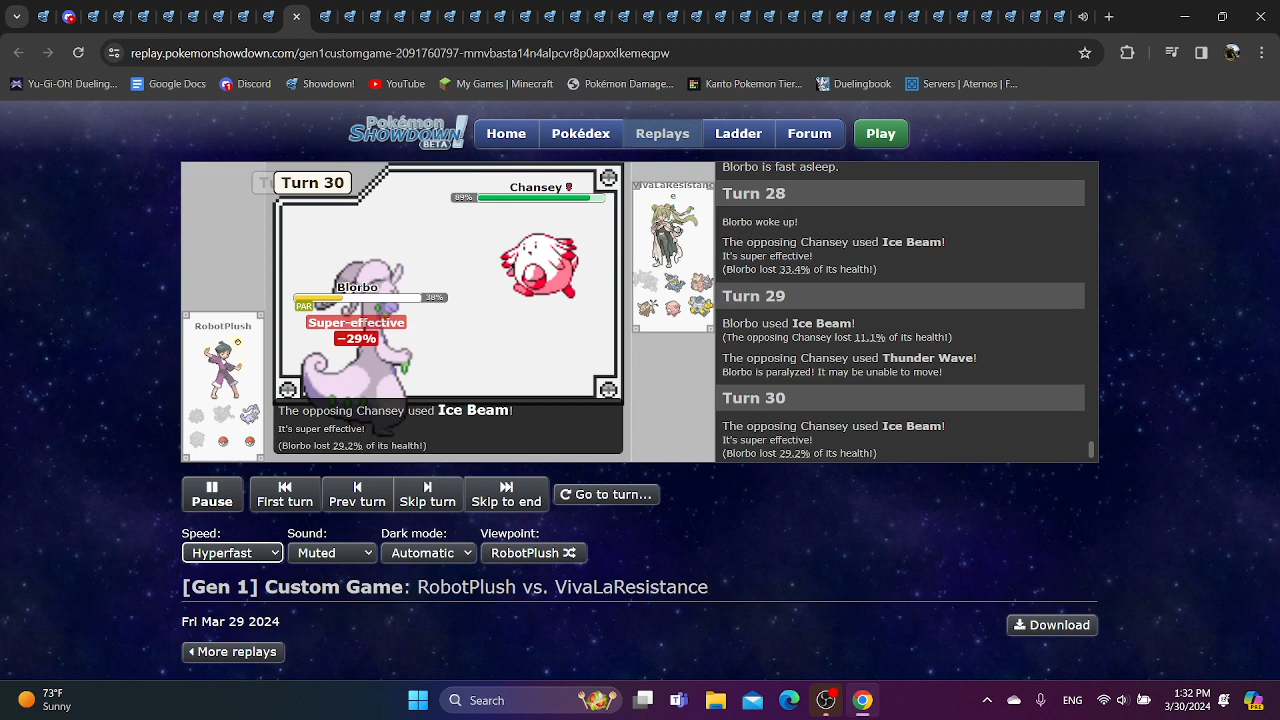 replay.pokemonshowdown.com/gen1customgame-2091760797-mmvbasta14n4alpcvr8p0apxxlkemeqpw
Yu-Gi-Oh! Dueling...
Google Docs
Discord
Showdown!
YouTube
My Games | Minecraft
Pokémon Damage...
Kanto Pokemon Tier...
Duelingbook
Servers | Aternos | F...
Pokémon
SHOWDOWN!
BETA
Home
Pokédex
Replays
Ladder
Forum
Play
Turn 30
Chansey
89%
Blorbo
38%
PAR
Super-effective
−29%
The opposing Chansey used Ice Beam!
It's super effective!
(Blorbo lost 29.2% of its health!)
RobotPlush
VivaLaResistanc
e
Blorbo is fast asleep.
Turn 28
Blorbo woke up!
The opposing Chansey used Ice Beam!
It's super effective!
(Blorbo lost 33.4% of its health!)
Turn 29
Blorbo used Ice Beam!
(The opposing Chansey lost 11.1% of its health!)
The opposing Chansey used Thunder Wave!
Blorbo is paralyzed! It may be unable to move!
Turn 30
The opposing Chansey used Ice Beam!
It's super effective!
(Blorbo lost 29.2% of its health!)
Pause
First turn
Prev turn
Skip turn
Skip to end
Go to turn...
Speed:
Sound:
Dark mode:
Viewpoint:
Hyperfast
Muted
Automatic
RobotPlush
[Gen 1] Custom Game: RobotPlush vs. VivaLaResistance
Fri Mar 29 2024
Download
More replays
73°F
Sunny
Search
ENG
1:32 PM
3/30/2024
PRE